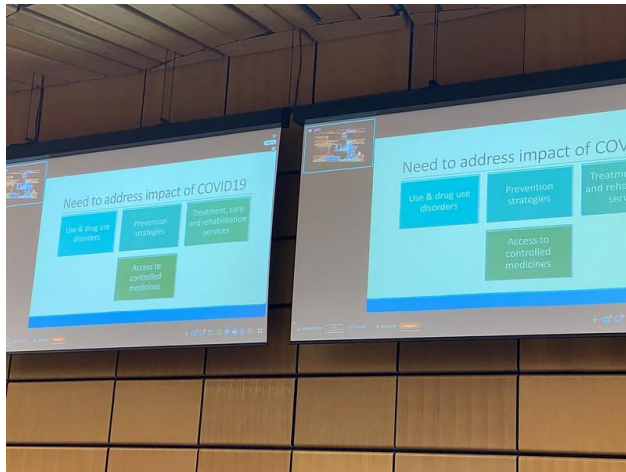 Need to address impact of COVID19
Use & drug use
disorders
Prevention
strategies
Treatment, care
and rehabilitation
services
Access to
controlled
medicines
Need to address impact of COV
Use & drug use
disorders
Prevention
strategies
Treatme
and reha
serv
Access to
controlled
medicines